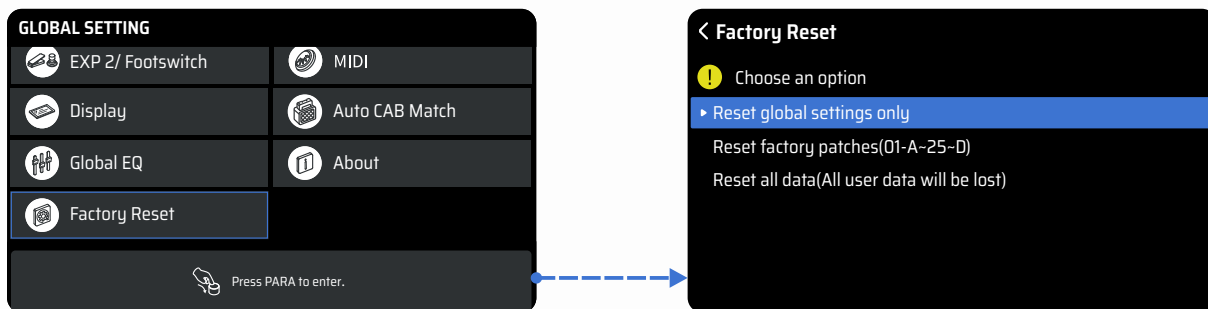 GLOBAL SETTING
EXP 2/ Footswitch
MIDI
Display
Auto CAB Match
Global EQ
About
Factory Reset
Press PARA to enter.
Factory Reset
Choose an option
Reset global settings only
Reset factory patches(01-A~25~D)
Reset all data(All user data will be lost)